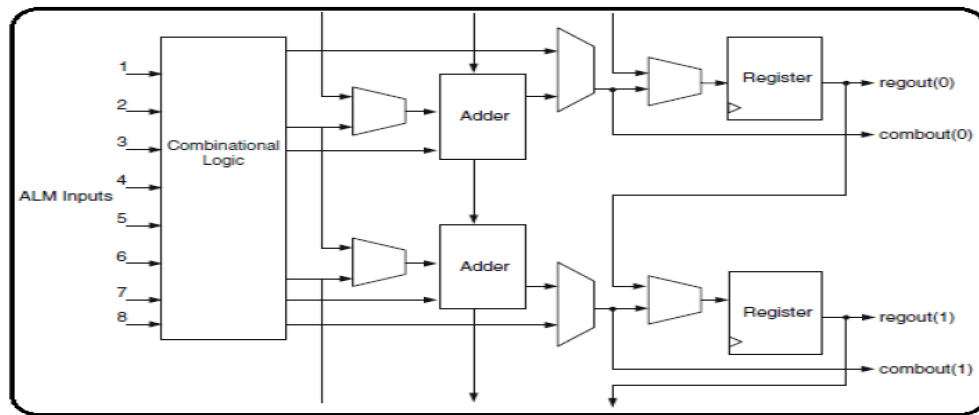 1
2
3
4
5
6
7
8
ALM Inputs
Combinational
Logic
Adder
Adder
Register
regout(0)
combout(0)
Register
regout(1)
combout(1)